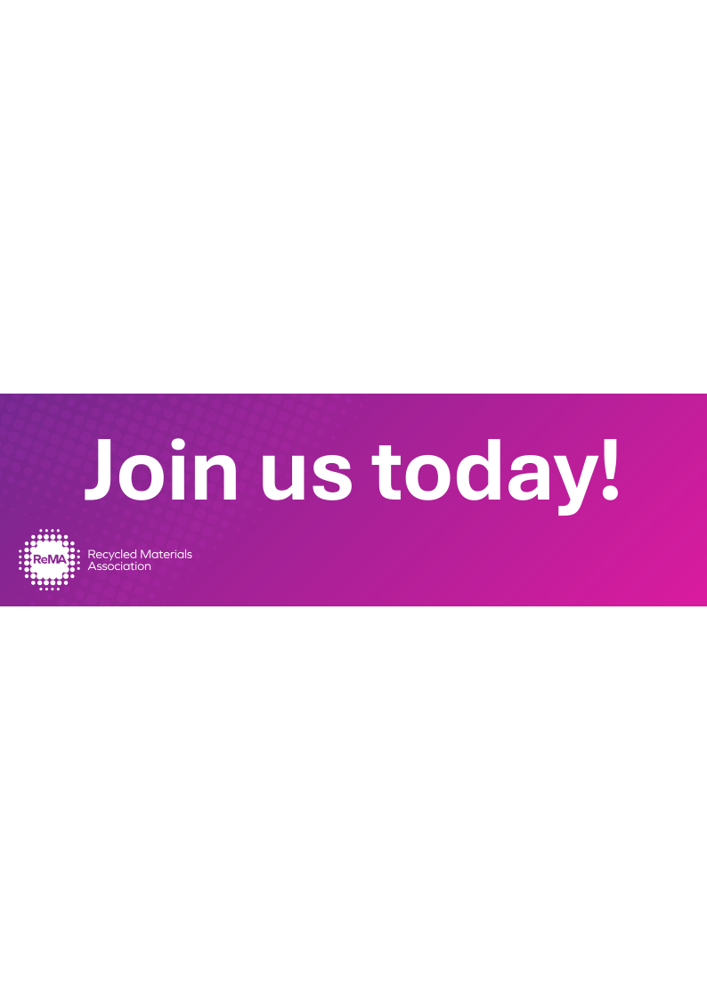 Join us today!
ReMA
Recycled Materials
Association